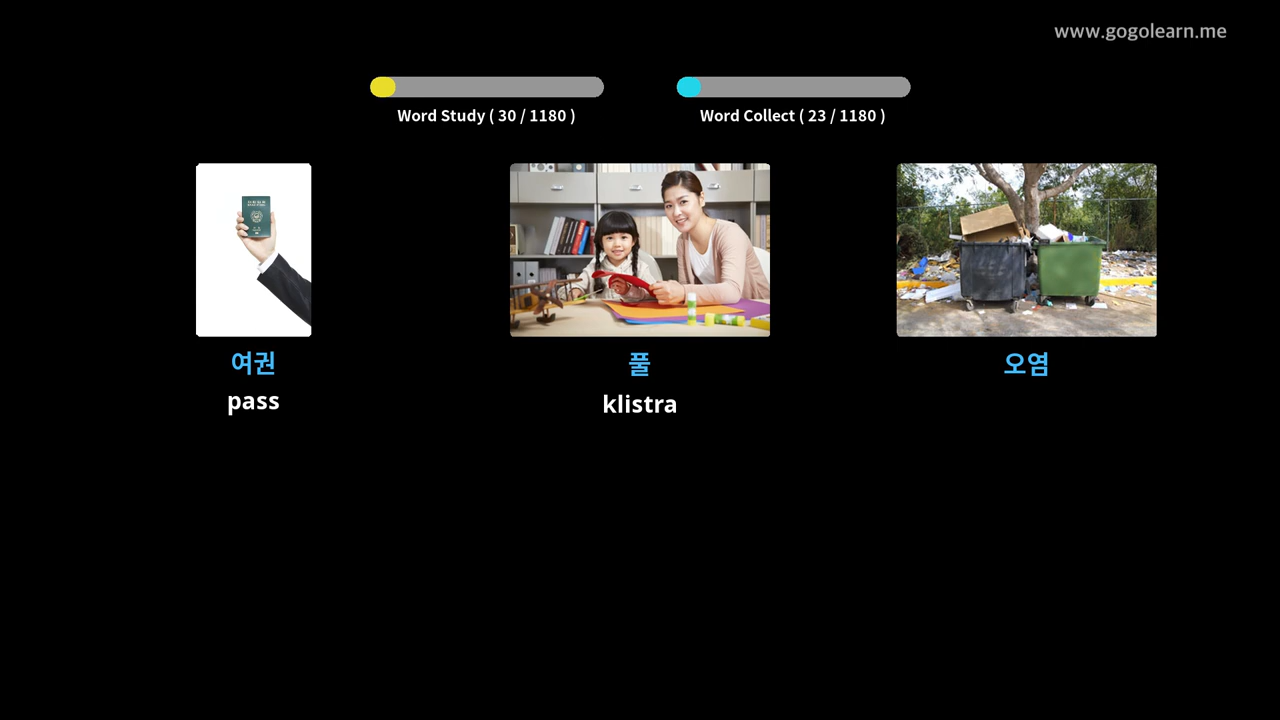 www.gogolearn.me
Word Study ( 30 / 1180 )
Word Collect ( 23 / 1180 )
여권
풀
오염
pass
klistra